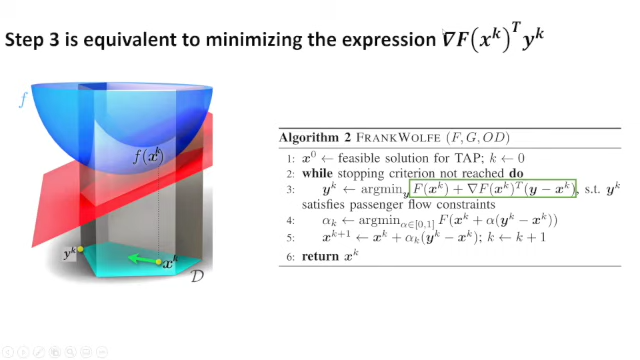 Step 3 is equivalent to minimizing the expression ∇F(x^k)^T y^k
f
f(x^k)
y^k
x^k
𝒟
Algorithm 2 FRANKWOLFE (F, G, OD)
1: x^0 ← feasible solution for TAP; k ← 0
2: while stopping criterion not reached do
3: y^k ← argmin_y F(x^k) + ∇F(x^k)^T (y − x^k), s.t. y^k
satisfies passenger flow constraints
4: α_k ← argmin_{α∈[0,1]} F(x^k + α(y^k − x^k))
5: x^{k+1} ← x^k + α_k(y^k − x^k); k ← k + 1
6: return x^k